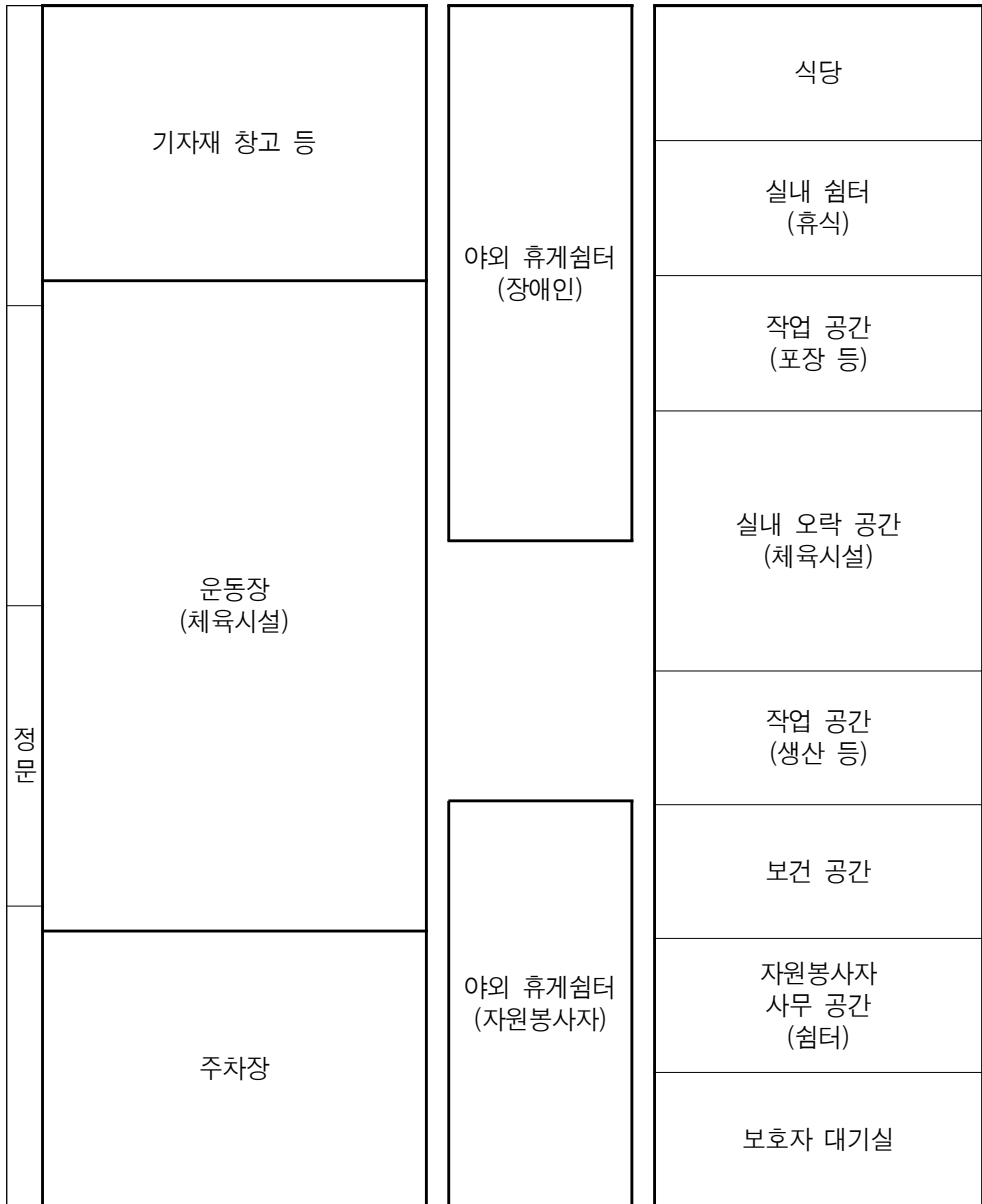 정
문
기자재 창고 등
운동장
(체육시설)
주차장
야외 휴게쉼터
(장애인)
야외 휴게쉼터
(자원봉사자)
식당
실내 쉼터
(휴식)
작업 공간
(포장 등)
실내 오락 공간
(체육시설)
작업 공간
(생산 등)
보건 공간
자원봉사자
사무 공간
(쉼터)
보호자 대기실